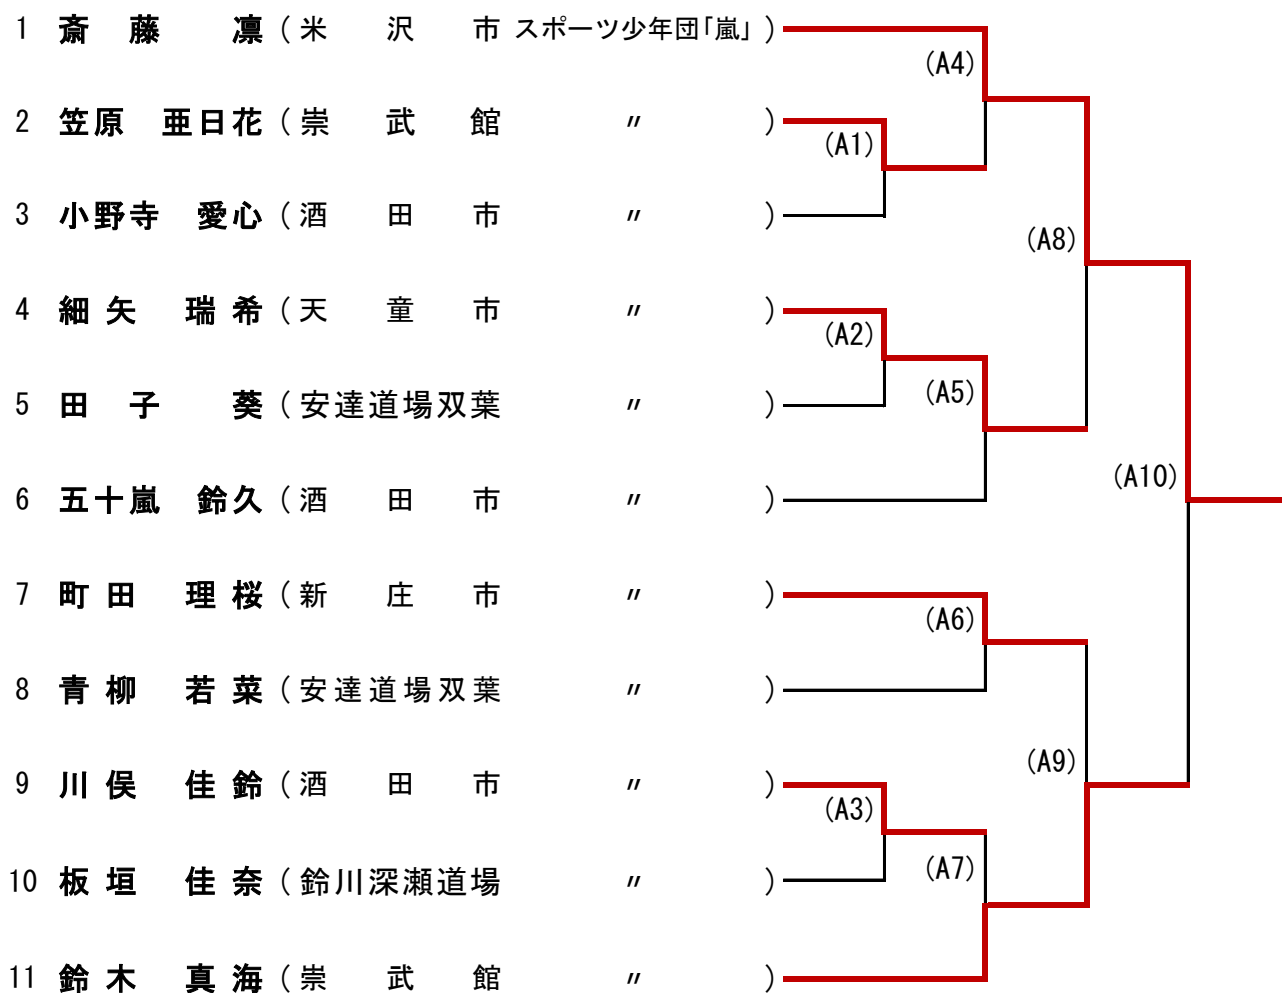 1 斎藤 凛 (米沢市 スポーツ少年団｢嵐｣)
(A4)
2 笠原 亜日花 (崇武館 〃)
(A1)
3 小野寺 愛心 (酒田市 〃)
(A8)
4 細矢 瑞希 (天童市 〃)
(A2)
5 田子 葵 (安達道場双葉 〃)
(A5)
(A10)
6 五十嵐 鈴久 (酒田市 〃)
7 町田 理桜 (新庄市 〃)
(A6)
8 青柳 若菜 (安達道場双葉 〃)
(A9)
9 川俣 佳鈴 (酒田市 〃)
(A3)
10 板垣 佳奈 (鈴川深瀬道場 〃)
(A7)
11 鈴木 真海 (崇武館 〃)